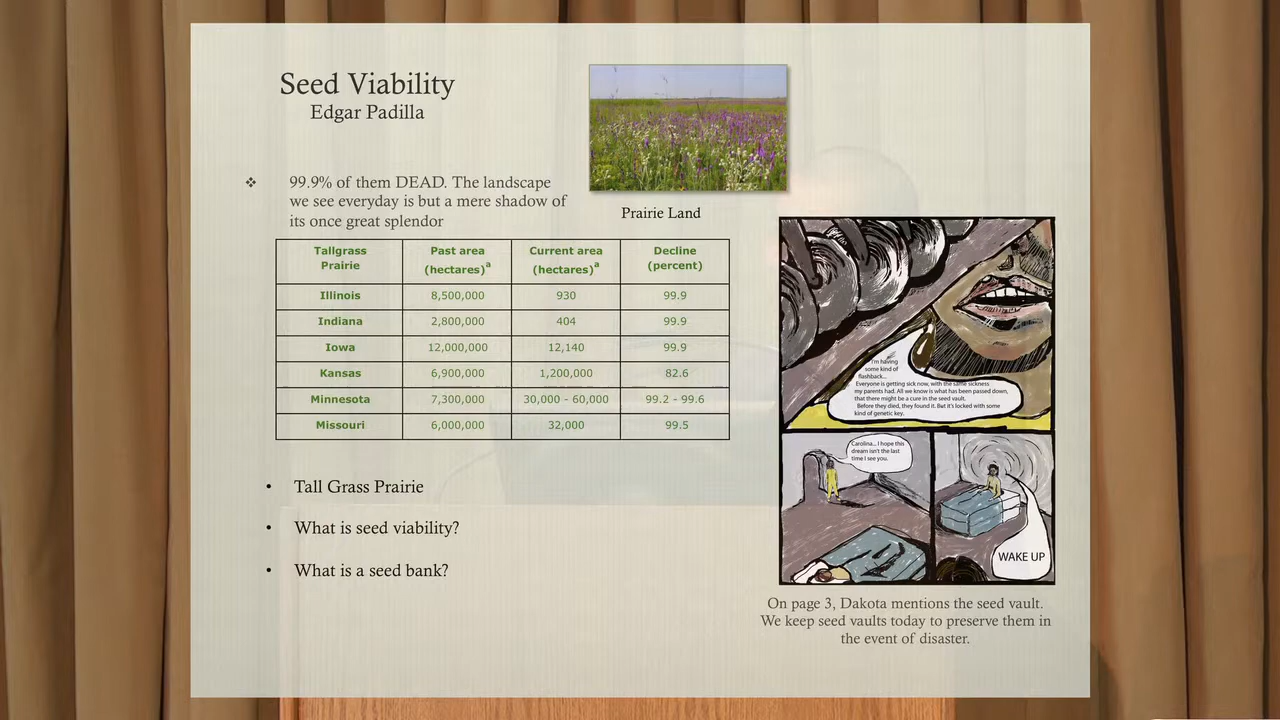 Seed Viability
Edgar Padilla
❖ 99.9% of them DEAD. The landscape
we see everyday is but a mere shadow of
its once great splendor
Prairie Land
Tallgrass Prairie | Past area (hectares)a | Current area (hectares)a | Decline (percent)
Illinois | 8,500,000 | 930 | 99.9
Indiana | 2,800,000 | 404 | 99.9
Iowa | 12,000,000 | 12,140 | 99.9
Kansas | 6,900,000 | 1,200,000 | 82.6
Minnesota | 7,300,000 | 30,000 - 60,000 | 99.2 - 99.6
Missouri | 6,000,000 | 32,000 | 99.5
• Tall Grass Prairie
• What is seed viability?
• What is a seed bank?
I'm having
some kind of
flashback...
Everyone is getting sick now, with the same sickness
my parents had. All we know is what has been passed down,
that there might be a cure in the seed vault.
Before they died, they found it. But it's locked with some
kind of genetic key.
Carolina... I hope this
dream isn't the last
time I see you.
WAKE UP
On page 3, Dakota mentions the seed vault.
We keep seed vaults today to preserve them in
the event of disaster.